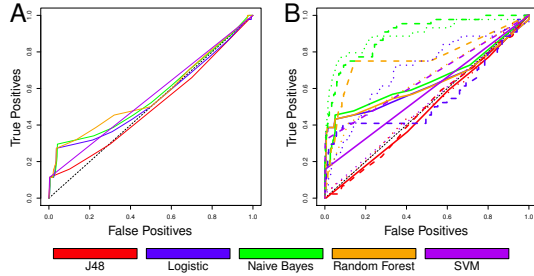 A
B
True Positives
1.0
0.8
0.6
0.4
0.2
0.0
0.0
0.2
0.4
0.6
0.8
1.0
False Positives
True Positives
1.0
0.8
0.6
0.4
0.2
0.0
0.0
0.2
0.4
0.6
0.8
1.0
False Positives
J48
Logistic
Naive Bayes
Random Forest
SVM